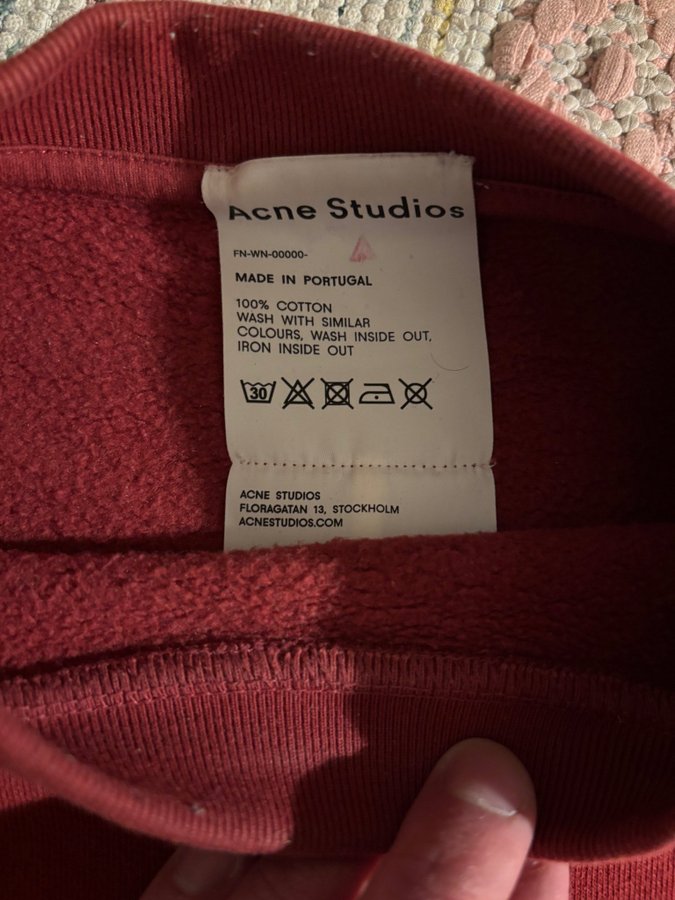 Acne Studios
FN-WN-00000-
MADE IN PORTUGAL
100% COTTON
WASH WITH SIMILAR
COLOURS, WASH INSIDE OUT,
IRON INSIDE OUT
30
ACNE STUDIOS
FLORAGATAN 13, STOCKHOLM
ACNESTUDIOS.COM